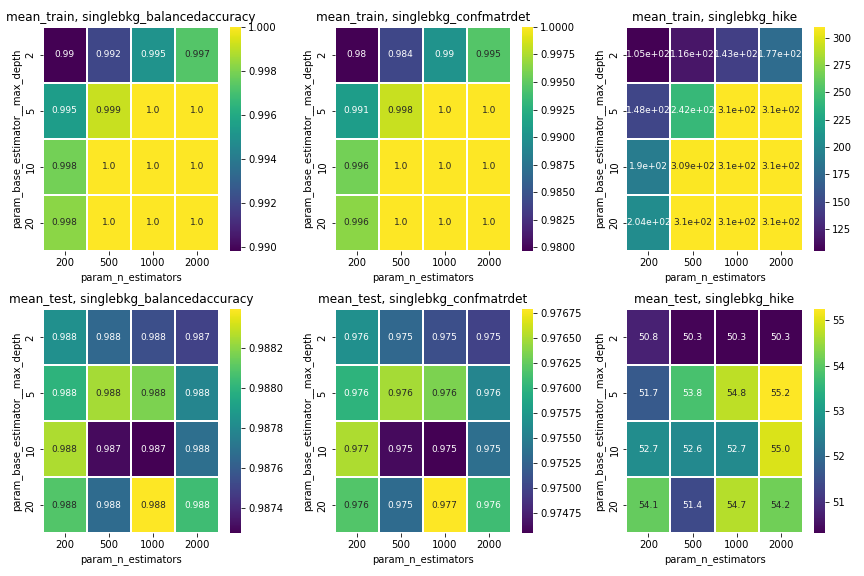 mean_train, singlebkg_balancedaccuracy
param_base_estimator__max_depth
2 0.99 0.992 0.995 0.997
5 0.995 0.999 1.0 1.0
10 0.998 1.0 1.0 1.0
20 0.998 1.0 1.0 1.0
200 500 1000 2000
param_n_estimators
1.000
0.998
0.996
0.994
0.992
0.990
mean_train, singlebkg_confmatrdet
param_base_estimator__max_depth
2 0.98 0.984 0.99 0.995
5 0.991 0.998 1.0 1.0
10 0.996 1.0 1.0 1.0
20 0.996 1.0 1.0 1.0
200 500 1000 2000
param_n_estimators
1.0000
0.9975
0.9950
0.9925
0.9900
0.9875
0.9850
0.9825
0.9800
mean_train, singlebkg_hike
param_base_estimator__max_depth
2 1.05e+02 1.16e+02 1.43e+02 1.77e+02
5 1.48e+02 2.42e+02 3.1e+02 3.1e+02
10 1.9e+02 3.09e+02 3.1e+02 3.1e+02
20 2.04e+02 3.1e+02 3.1e+02 3.1e+02
200 500 1000 2000
param_n_estimators
300
275
250
225
200
175
150
125
mean_test, singlebkg_balancedaccuracy
param_base_estimator__max_depth
2 0.988 0.988 0.988 0.987
5 0.988 0.988 0.988 0.988
10 0.988 0.987 0.987 0.988
20 0.988 0.988 0.988 0.988
200 500 1000 2000
param_n_estimators
0.9882
0.9880
0.9878
0.9876
0.9874
mean_test, singlebkg_confmatrdet
param_base_estimator__max_depth
2 0.976 0.975 0.975 0.975
5 0.976 0.976 0.976 0.976
10 0.977 0.975 0.975 0.975
20 0.976 0.975 0.977 0.976
200 500 1000 2000
param_n_estimators
0.97675
0.97650
0.97625
0.97600
0.97575
0.97550
0.97525
0.97500
0.97475
mean_test, singlebkg_hike
param_base_estimator__max_depth
2 50.8 50.3 50.3 50.3
5 51.7 53.8 54.8 55.2
10 52.7 52.6 52.7 55.0
20 54.1 51.4 54.7 54.2
200 500 1000 2000
param_n_estimators
55
54
53
52
51